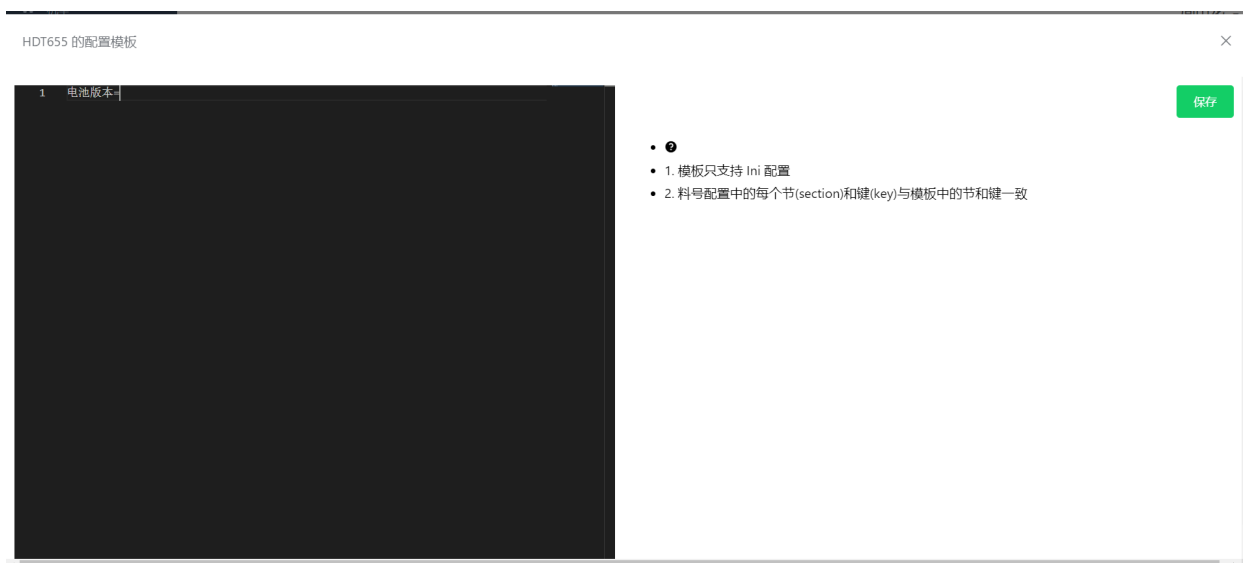 HDT655 的配置模板
1 电池版本=
保存
1. 模板只支持 Ini 配置
2. 料号配置中的每个节(section)和键(key)与模板中的节和键一致